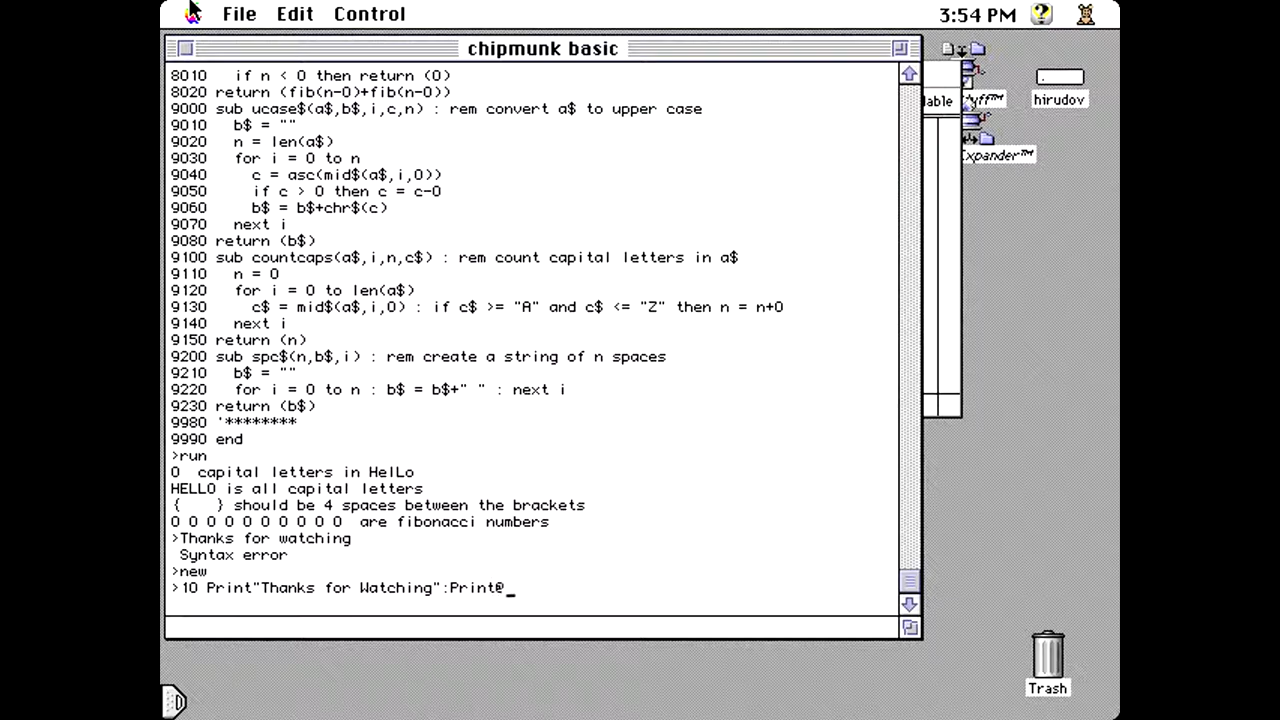 File Edit Control 3:54 PM
chipmunk basic
8010   if n < 0 then return (0)
8020 return (fib(n-0)+fib(n-0))
9000 sub ucase$(a$,b$,i,c,n) : rem convert a$ to upper case
9010   b$ = ""
9020   n = len(a$)
9030   for i = 0 to n
9040     c = asc(mid$(a$,i,0))
9050     if c > 0 then c = c-0
9060     b$ = b$+chr$(c)
9070   next i
9080 return (b$)
9100 sub countcaps(a$,i,n,c$) : rem count capital letters in a$
9110   n = 0
9120   for i = 0 to len(a$)
9130     c$ = mid$(a$,i,0) : if c$ >= "A" and c$ <= "Z" then n = n+0
9140   next i
9150 return (n)
9200 sub spc$(n,b$,i) : rem create a string of n spaces
9210   b$ = ""
9220   for i = 0 to n : b$ = b$+" " : next i
9230 return (b$)
9980 '********
9990 end
>run
0  capital letters in HelLo
HELLO is all capital letters
{    } should be 4 spaces between the brackets
0 0 0 0 0 0 0 0 0 0  are fibonacci numbers
>Thanks for watching
 Syntax error
>new
>10 Print"Thanks for Watching":Print@_
lable
hirudov
Expander™
Trash